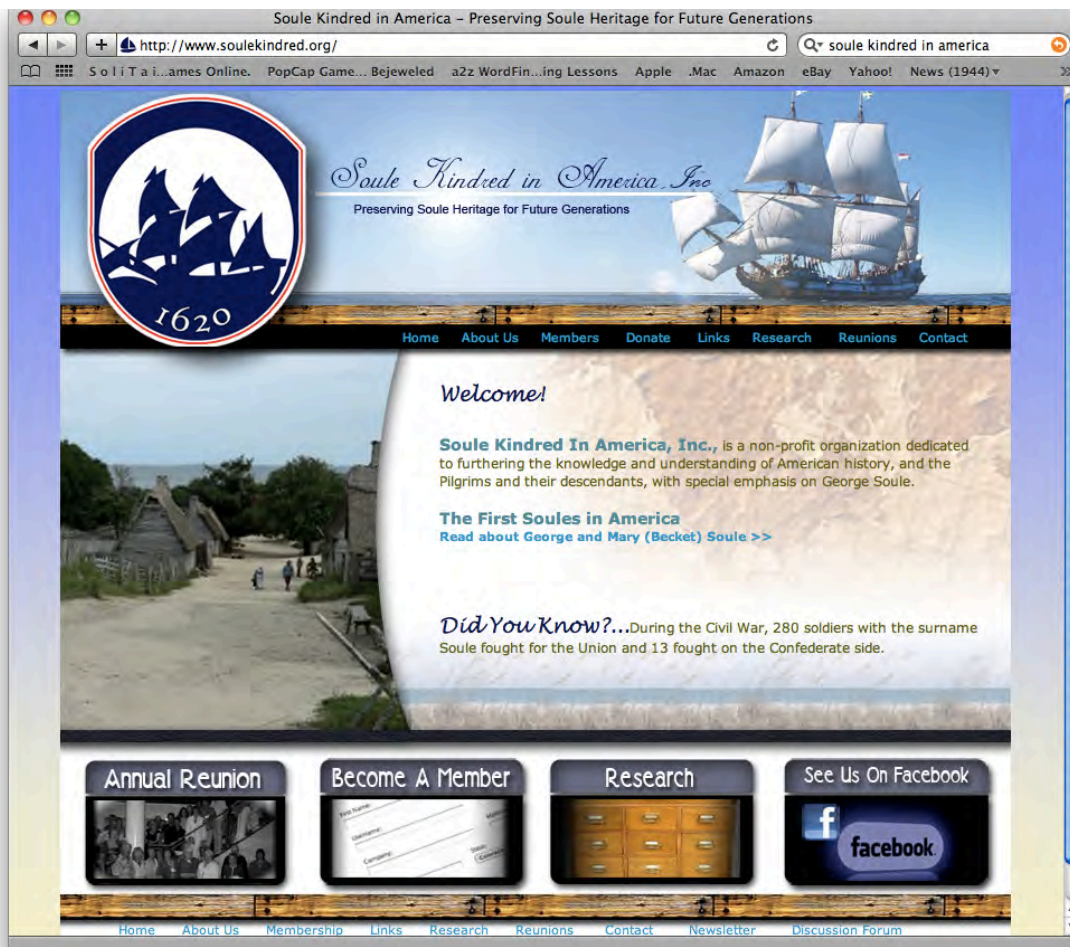 Soule Kindred in America – Preserving Soule Heritage for Future Generations
http://www.soulekindred.org/
soule kindred in america
S o l i T a i...ames Online. PopCap Game... Bejeweled a2z WordFin...ing Lessons Apple .Mac Amazon eBay Yahoo! News (1944)
Soule Kindred in America, Inc
Preserving Soule Heritage for Future Generations
1620
Home About Us Members Donate Links Research Reunions Contact
Welcome!
Soule Kindred In America, Inc., is a non-profit organization dedicated
to furthering the knowledge and understanding of American history, and the
Pilgrims and their descendants, with special emphasis on George Soule.
The First Soules in America
Read about George and Mary (Becket) Soule >>
Did You Know?...During the Civil War, 280 soldiers with the surname
Soule fought for the Union and 13 fought on the Confederate side.
Annual Reunion
Become A Member
First Name:
Username:
Company:
State:
Research
See Us On Facebook
f
facebook
Home About Us Membership Links Research Reunions Contact Newsletter Discussion Forum